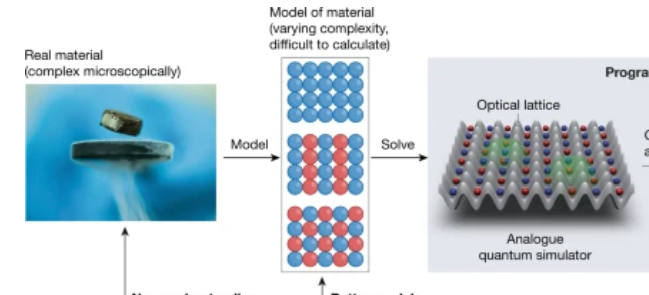 Model of material
(varying complexity,
difficult to calculate)
Real material
(complex microscopically)
Optical lattice
Model
Solve
Analogue
quantum simulator